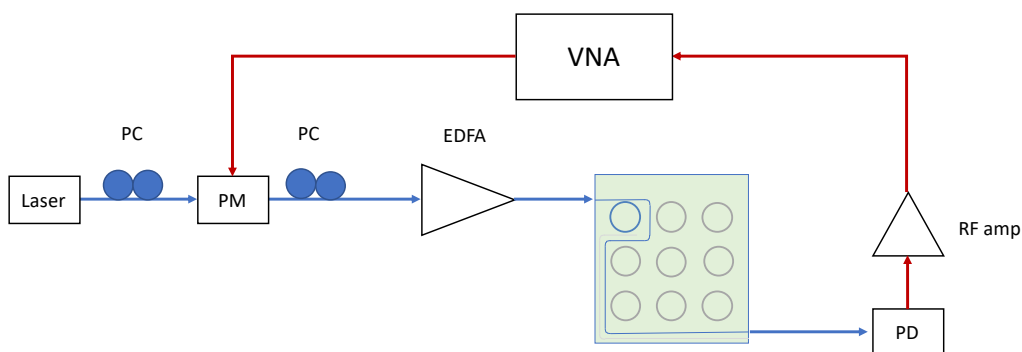 VNA
PC
PC
EDFA
Laser
PM
RF amp
PD